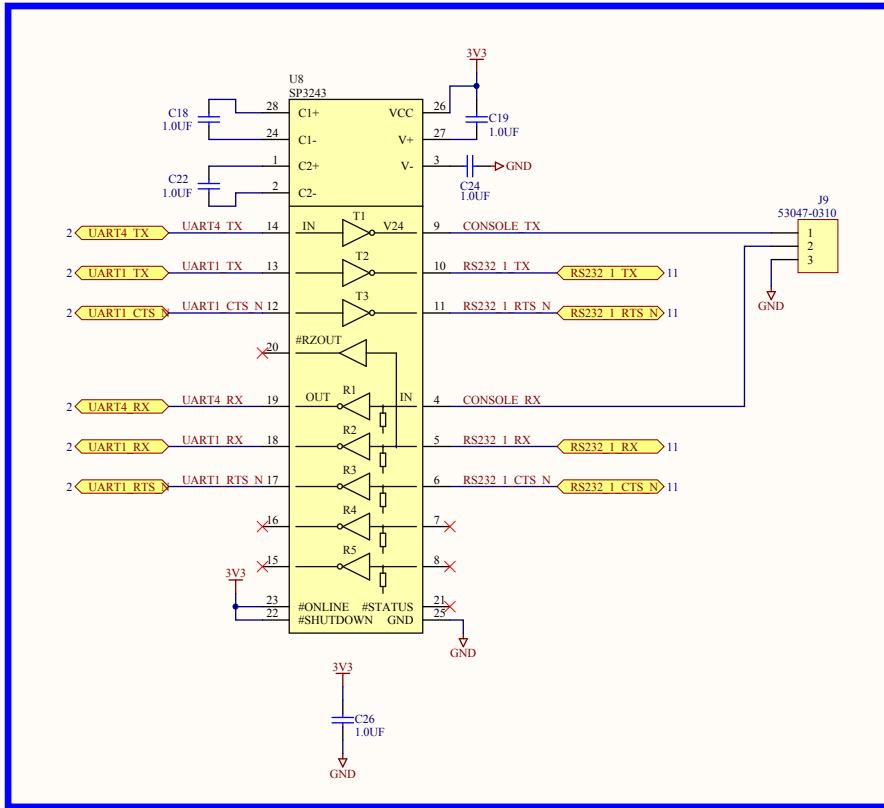 3V3
U8
SP3243
28 C1+ VCC 26
C18
1.0UF
C19
1.0UF
24 C1- V+ 27
1 C2+ V- 3
GND
C22
1.0UF
C24
1.0UF
2 C2-
J9
53047-0310
2 UART4_TX UART4_TX 14 IN T1 V24 9 CONSOLE_TX 1
2
3
2 UART1_TX UART1_TX 13 T2 10 RS232_1_TX RS232_1_TX 11
GND
2 UART1_CTS_N UART1_CTS_N 12 T3 11 RS232_1_RTS_N RS232_1_RTS_N 11
20 #RZOUT
2 UART4_RX UART4_RX 19 OUT R1 IN 4 CONSOLE_RX
2 UART1_RX UART1_RX 18 R2 5 RS232_1_RX RS232_1_RX 11
2 UART1_RTS_N UART1_RTS_N 17 R3 6 RS232_1_CTS_N RS232_1_CTS_N 11
16 R4 7
15 R5 8
3V3
23 #ONLINE #STATUS 21
22 #SHUTDOWN GND 25
GND
3V3
C26
1.0UF
GND